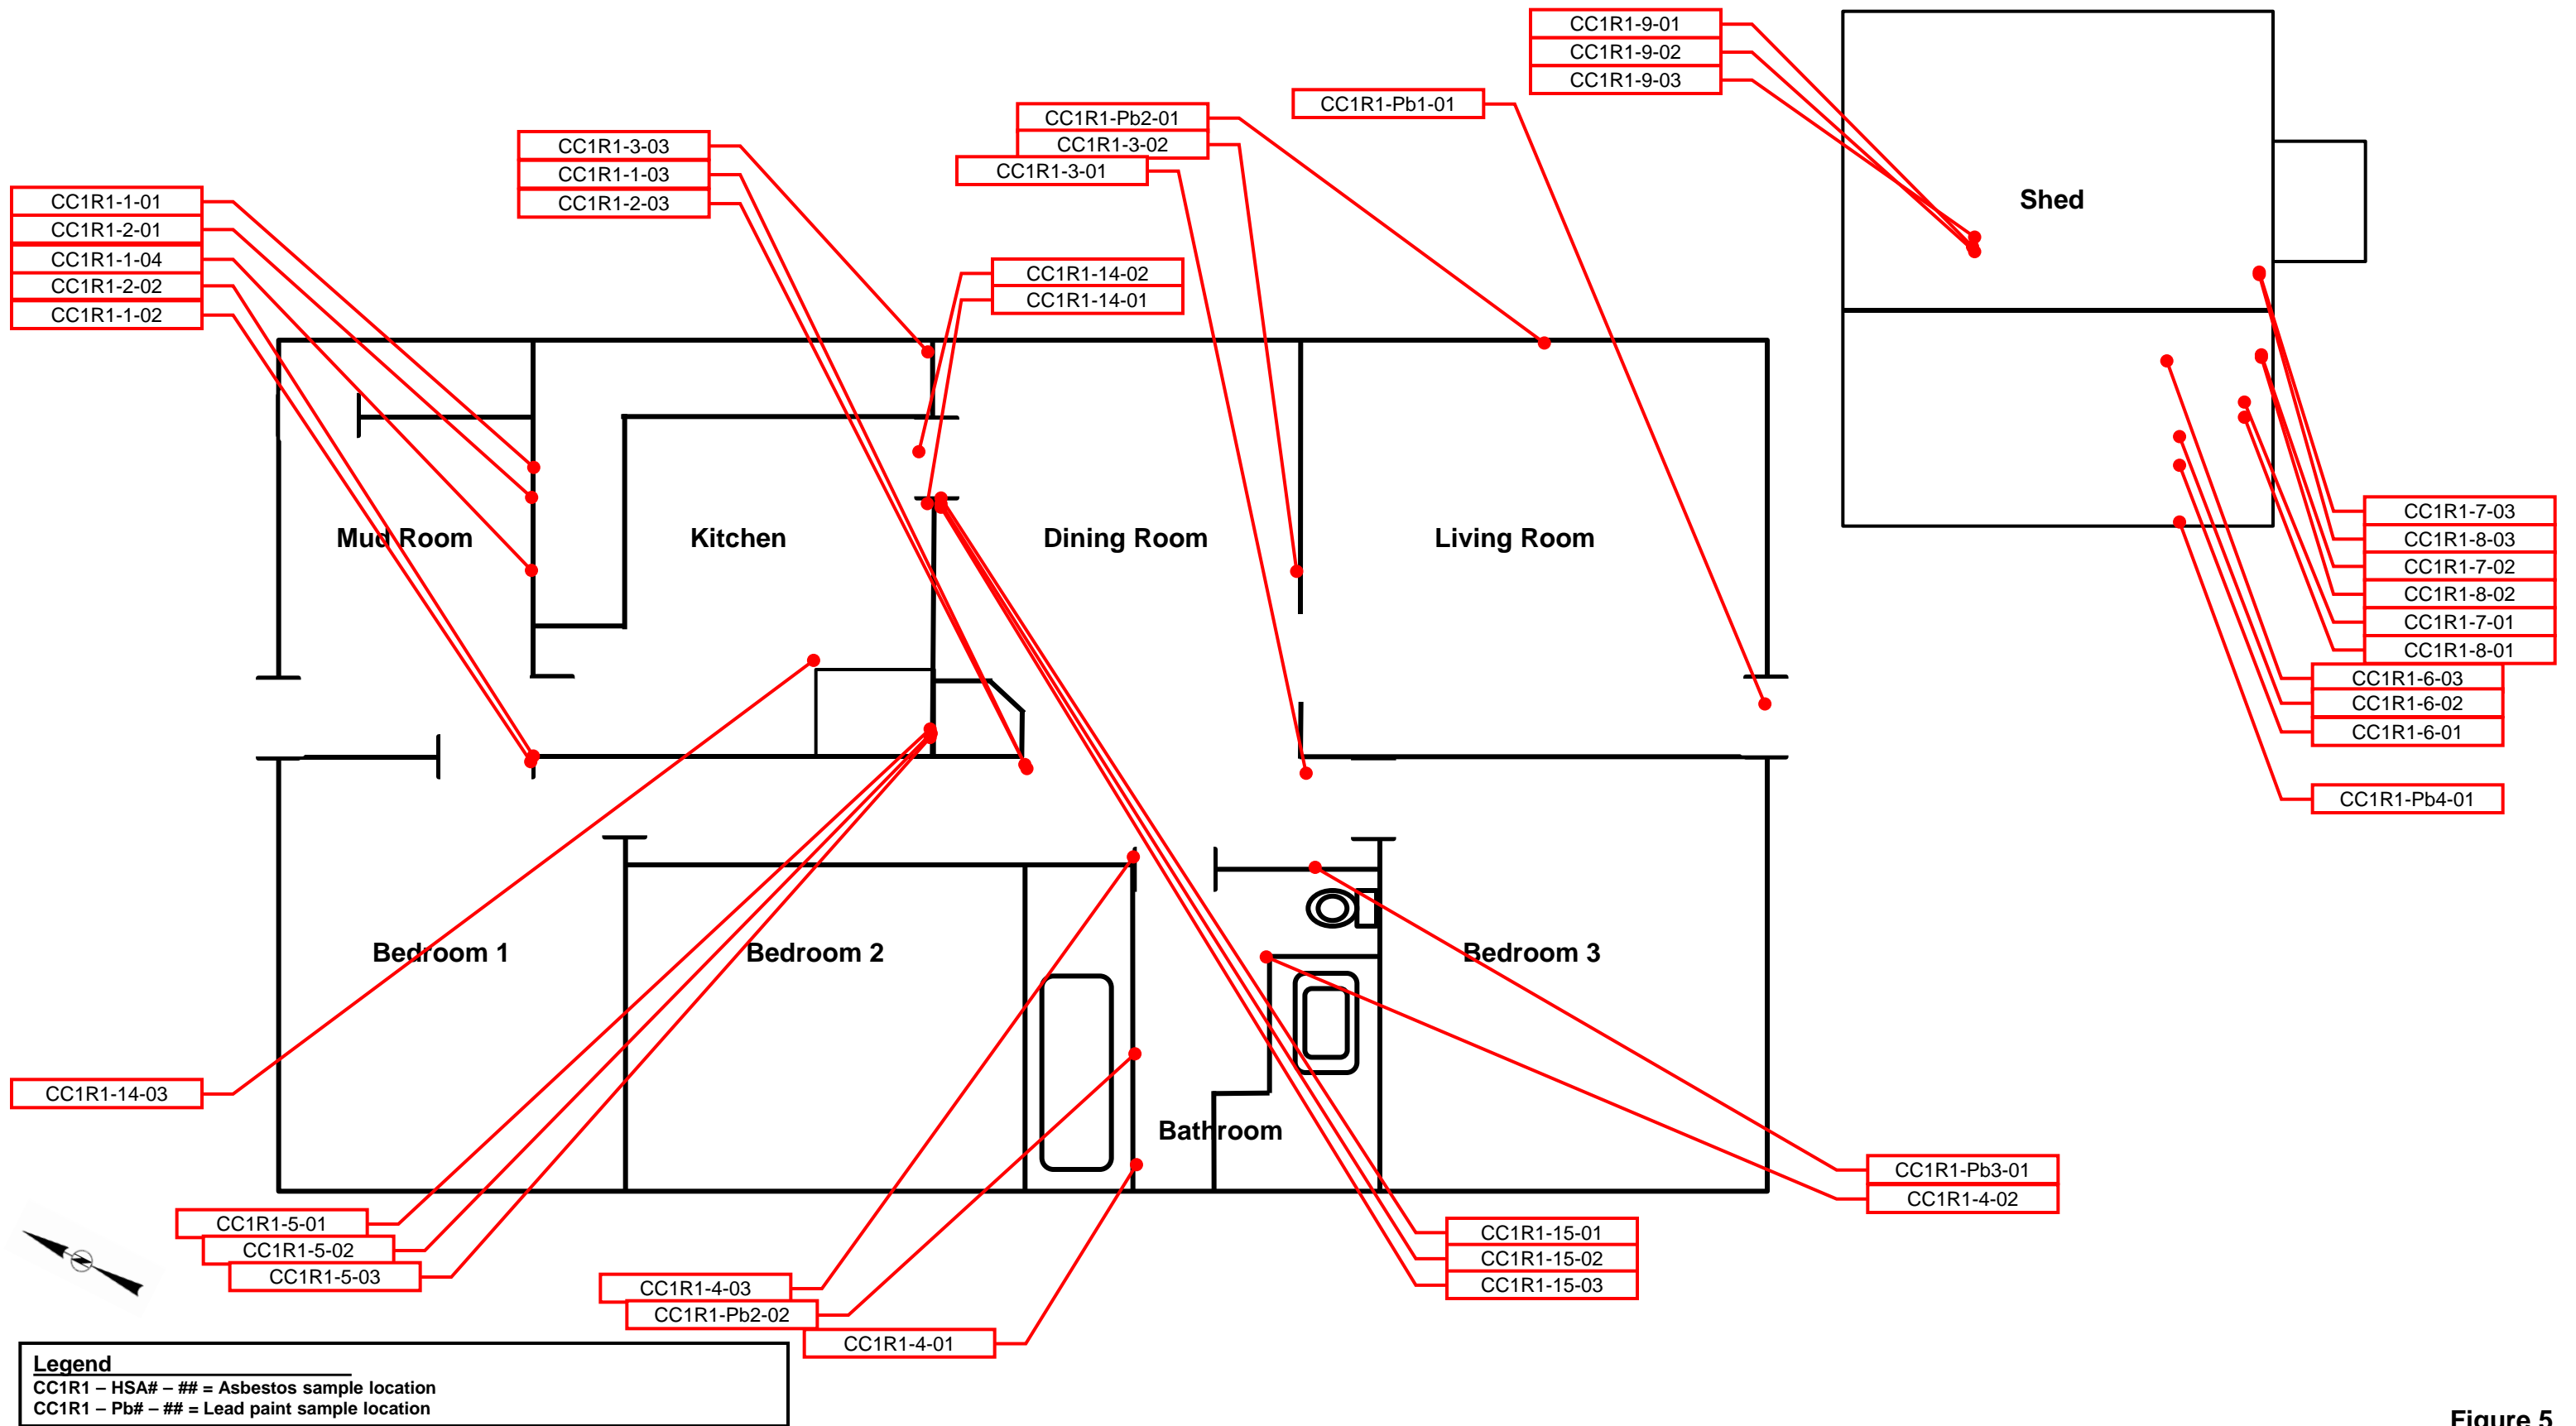 CC1R1-9-01
CC1R1-9-02
CC1R1-9-03
CC1R1-Pb1-01
CC1R1-Pb2-01
CC1R1-3-02
CC1R1-3-01
CC1R1-3-03
CC1R1-1-03
CC1R1-2-03
CC1R1-1-01
CC1R1-2-01
CC1R1-1-04
CC1R1-2-02
CC1R1-1-02
Shed
CC1R1-14-02
CC1R1-14-01
Mud Room
Kitchen
Dining Room
Living Room
CC1R1-7-03
CC1R1-8-03
CC1R1-7-02
CC1R1-8-02
CC1R1-7-01
CC1R1-8-01
CC1R1-6-03
CC1R1-6-02
CC1R1-6-01
CC1R1-Pb4-01
Bedroom 1
Bedroom 2
Bedroom 3
CC1R1-14-03
Bathroom
CC1R1-Pb3-01
CC1R1-4-02
CC1R1-5-01
CC1R1-5-02
CC1R1-5-03
CC1R1-15-01
CC1R1-15-02
CC1R1-15-03
CC1R1-4-03
CC1R1-Pb2-02
CC1R1-4-01
N
Legend
CC1R1 – HSA# – ## = Asbestos sample location
CC1R1 – Pb# – ## = Lead paint sample location
Figure 5